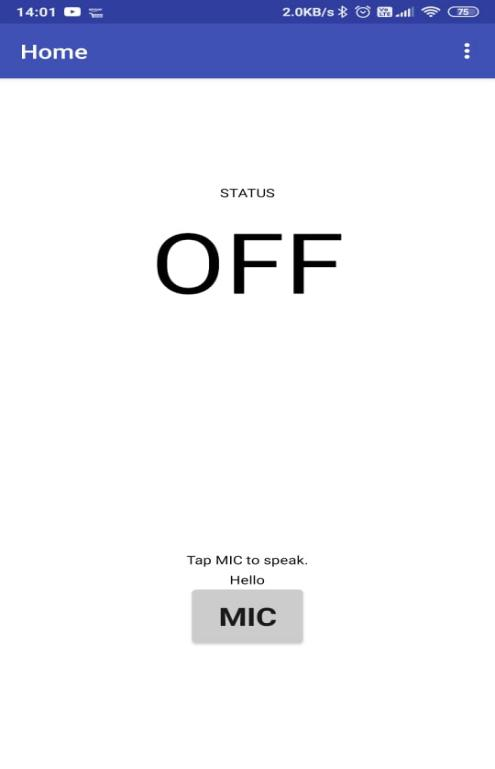 14:01 2.0KB/s 75
Home
STATUS
OFF
Tap MIC to speak.
Hello
MIC